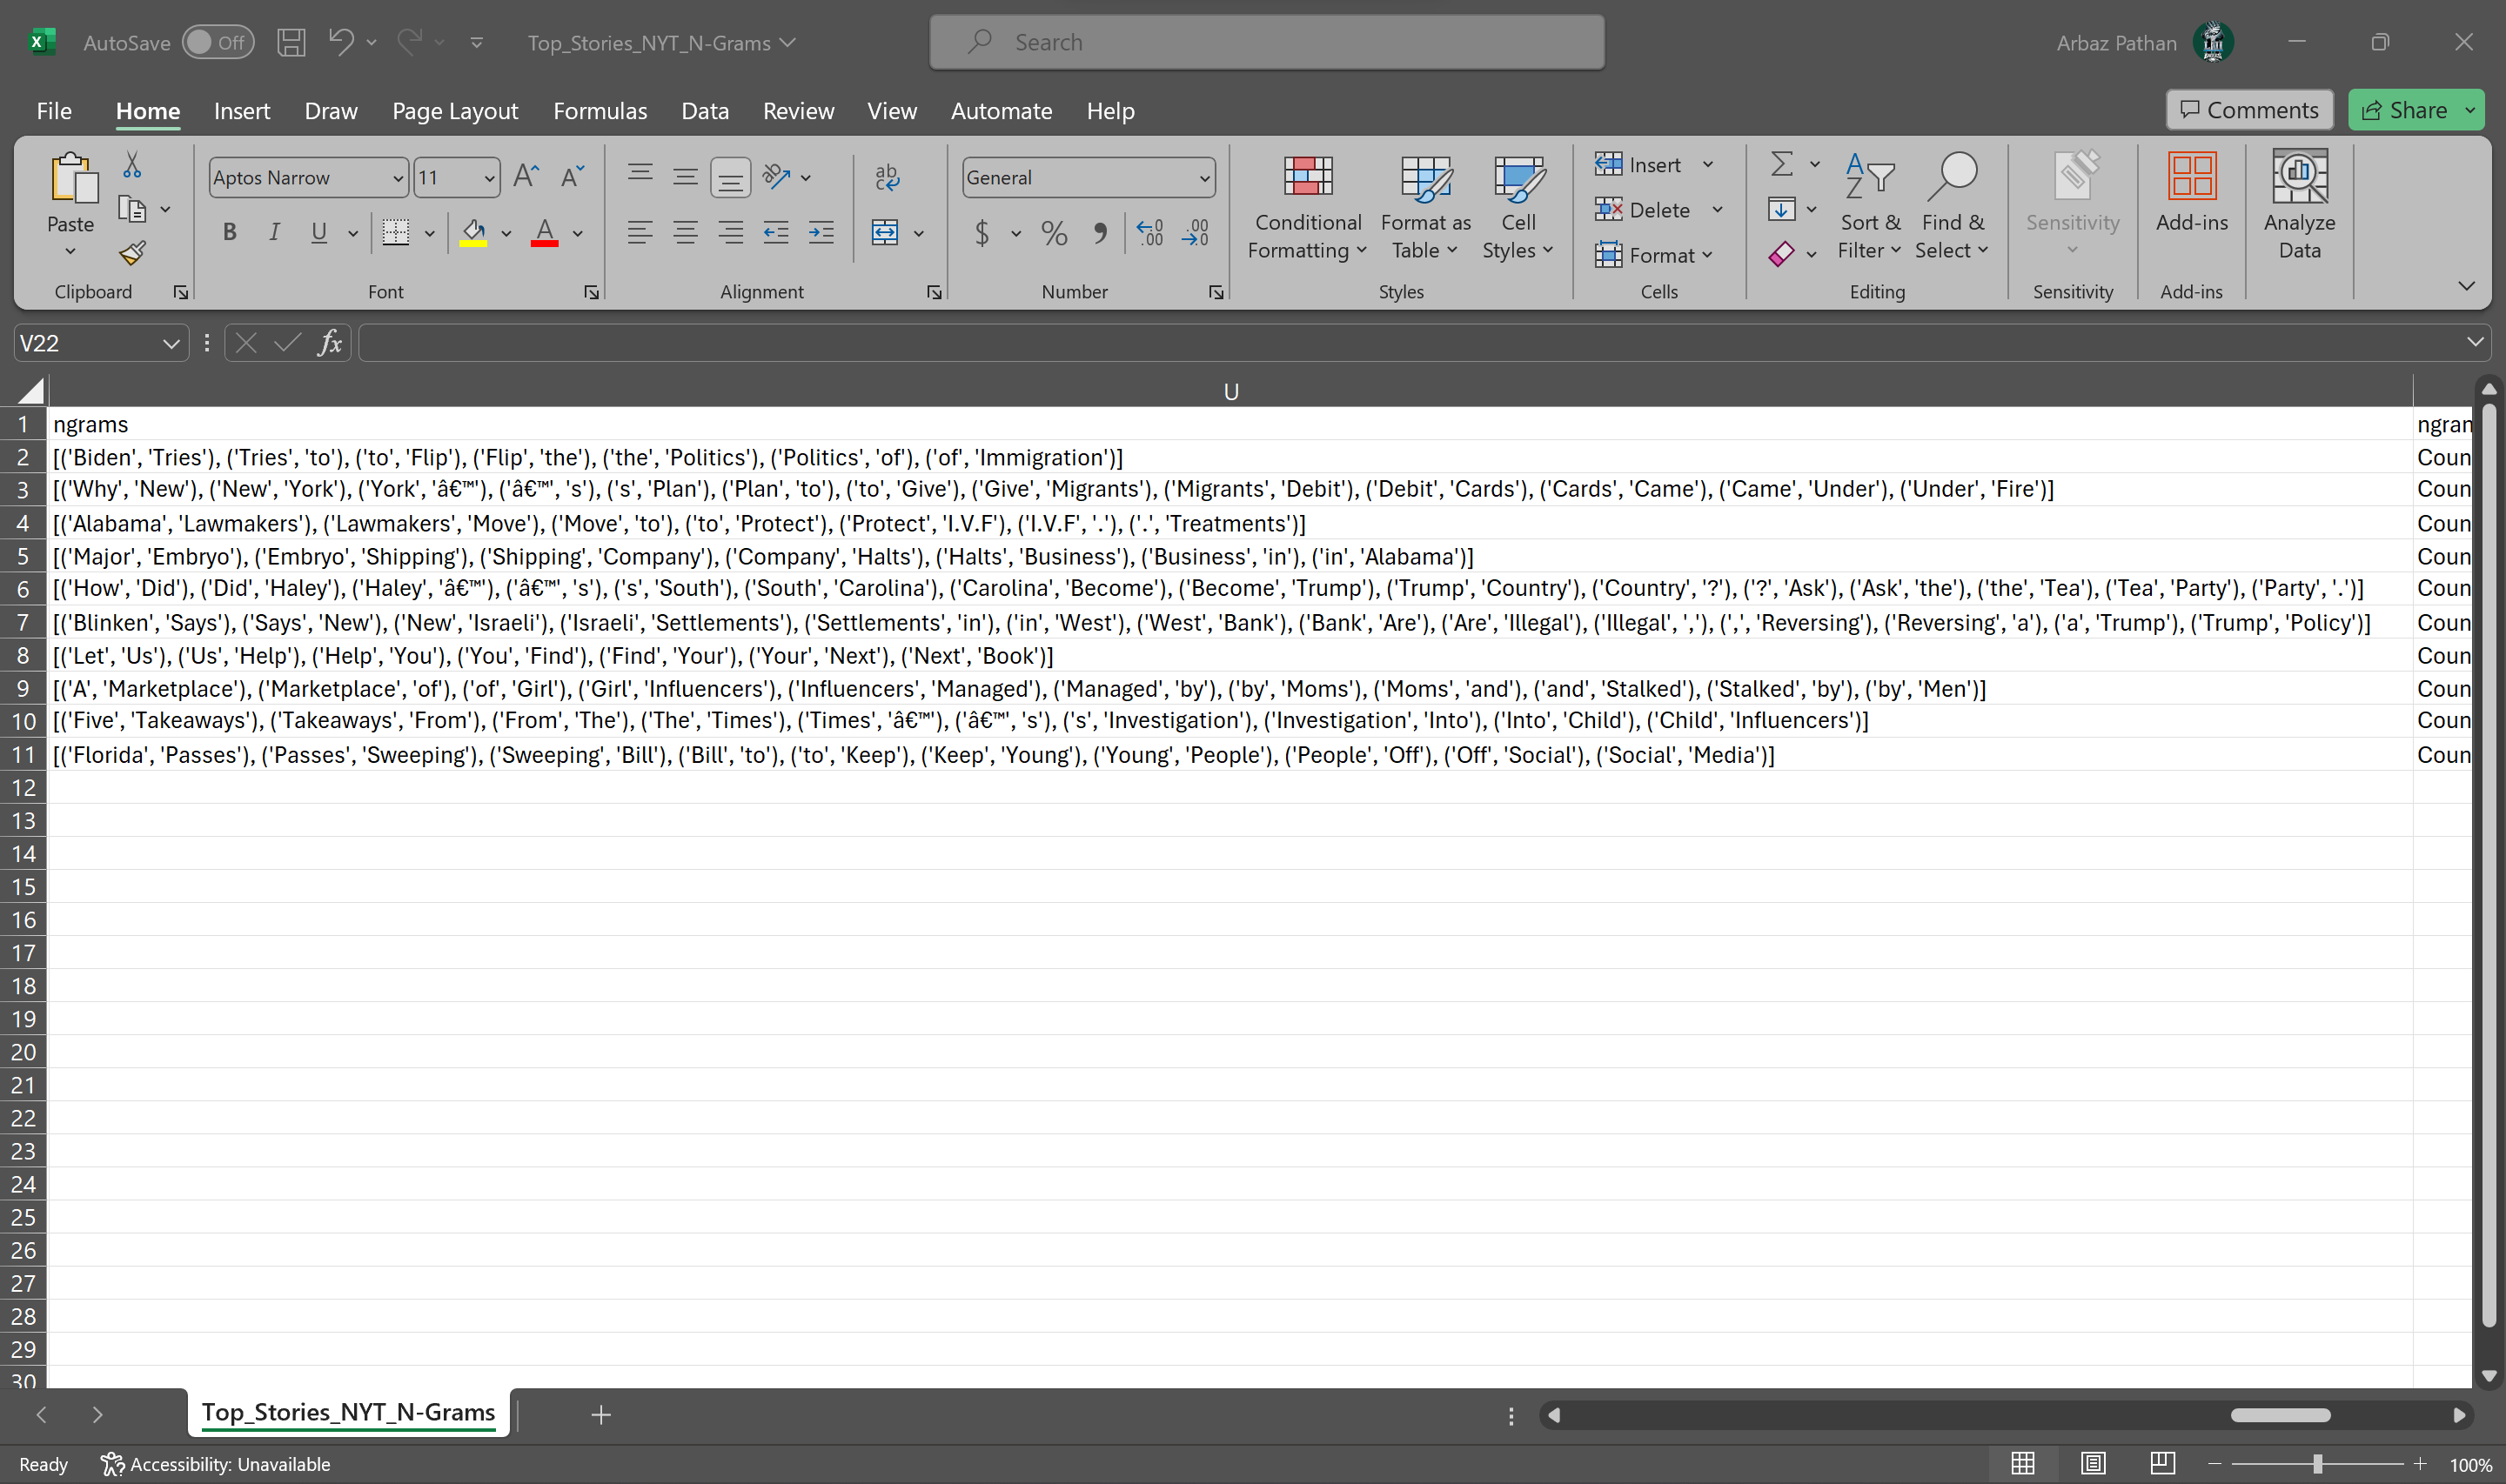 AutoSave Off Top_Stories_NYT_N-Grams Search Arbaz Pathan
File Home Insert Draw Page Layout Formulas Data Review View Automate Help Comments Share
Paste
Clipboard
Aptos Narrow 11
B I U
Font
ab
c
Alignment
General
$ % , .00 .00
Number
Conditional Formatting
Format as Table
Cell Styles
Styles
Insert
Delete
Format
Cells
Sort & Filter
Find & Select
Editing
Sensitivity
Sensitivity
Add-ins
Add-ins
Analyze Data
V22 fx
U
1 ngrams ngran
2 [('Biden', 'Tries'), ('Tries', 'to'), ('to', 'Flip'), ('Flip', 'the'), ('the', 'Politics'), ('Politics', 'of'), ('of', 'Immigration')] Coun
3 [('Why', 'New'), ('New', 'York'), ('York', 'â€™'), ('â€™', 's'), ('s', 'Plan'), ('Plan', 'to'), ('to', 'Give'), ('Give', 'Migrants'), ('Migrants', 'Debit'), ('Debit', 'Cards'), ('Cards', 'Came'), ('Came', 'Under'), ('Under', 'Fire')] Coun
4 [('Alabama', 'Lawmakers'), ('Lawmakers', 'Move'), ('Move', 'to'), ('to', 'Protect'), ('Protect', 'I.V.F'), ('I.V.F', '.'), ('.', 'Treatments')] Coun
5 [('Major', 'Embryo'), ('Embryo', 'Shipping'), ('Shipping', 'Company'), ('Company', 'Halts'), ('Halts', 'Business'), ('Business', 'in'), ('in', 'Alabama')] Coun
6 [('How', 'Did'), ('Did', 'Haley'), ('Haley', 'â€™'), ('â€™', 's'), ('s', 'South'), ('South', 'Carolina'), ('Carolina', 'Become'), ('Become', 'Trump'), ('Trump', 'Country'), ('Country', '?'), ('?', 'Ask'), ('Ask', 'the'), ('the', 'Tea'), ('Tea', 'Party'), ('Party', '.')] Coun
7 [('Blinken', 'Says'), ('Says', 'New'), ('New', 'Israeli'), ('Israeli', 'Settlements'), ('Settlements', 'in'), ('in', 'West'), ('West', 'Bank'), ('Bank', 'Are'), ('Are', 'Illegal'), ('Illegal', ','), (',', 'Reversing'), ('Reversing', 'a'), ('a', 'Trump'), ('Trump', 'Policy')] Coun
8 [('Let', 'Us'), ('Us', 'Help'), ('Help', 'You'), ('You', 'Find'), ('Find', 'Your'), ('Your', 'Next'), ('Next', 'Book')] Coun
9 [('A', 'Marketplace'), ('Marketplace', 'of'), ('of', 'Girl'), ('Girl', 'Influencers'), ('Influencers', 'Managed'), ('Managed', 'by'), ('by', 'Moms'), ('Moms', 'and'), ('and', 'Stalked'), ('Stalked', 'by'), ('by', 'Men')] Coun
10 [('Five', 'Takeaways'), ('Takeaways', 'From'), ('From', 'The'), ('The', 'Times'), ('Times', 'â€™'), ('â€™', 's'), ('s', 'Investigation'), ('Investigation', 'Into'), ('Into', 'Child'), ('Child', 'Influencers')] Coun
11 [('Florida', 'Passes'), ('Passes', 'Sweeping'), ('Sweeping', 'Bill'), ('Bill', 'to'), ('to', 'Keep'), ('Keep', 'Young'), ('Young', 'People'), ('People', 'Off'), ('Off', 'Social'), ('Social', 'Media')] Coun
12
13
14
15
16
17
18
19
20
21
22
23
24
25
26
27
28
29
30
Top_Stories_NYT_N-Grams
Ready Accessibility: Unavailable 100%